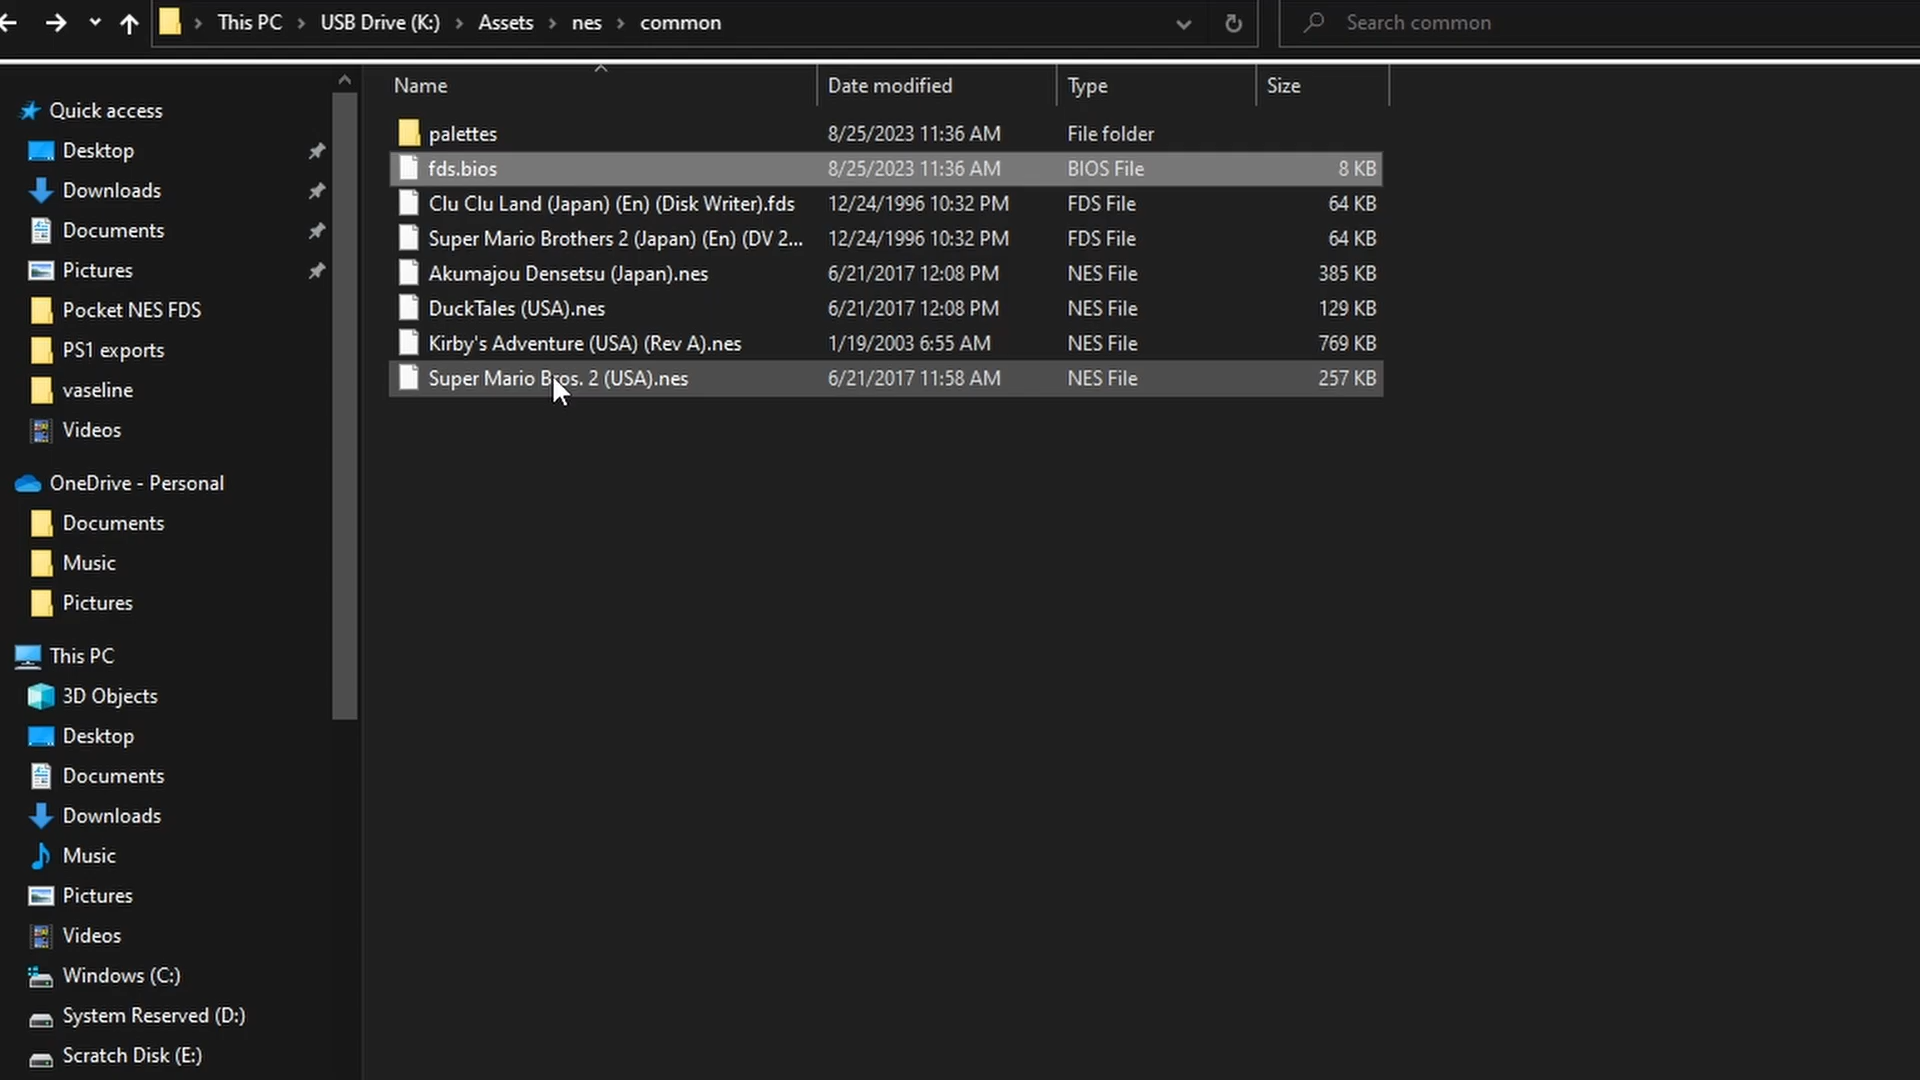 This PC > USB Drive (K:) > Assets > nes > common
Search common
Name Date modified Type Size
palettes 8/25/2023 11:36 AM File folder
fds.bios 8/25/2023 11:36 AM BIOS File 8 KB
Clu Clu Land (Japan) (En) (Disk Writer).fds 12/24/1996 10:32 PM FDS File 64 KB
Super Mario Brothers 2 (Japan) (En) (DV 2... 12/24/1996 10:32 PM FDS File 64 KB
Akumajou Densetsu (Japan).nes 6/21/2017 12:08 PM NES File 385 KB
DuckTales (USA).nes 6/21/2017 12:08 PM NES File 129 KB
Kirby's Adventure (USA) (Rev A).nes 1/19/2003 6:55 AM NES File 769 KB
Super Mario Bros. 2 (USA).nes 6/21/2017 11:58 AM NES File 257 KB
Quick access
Desktop
Downloads
Documents
Pictures
Pocket NES FDS
PS1 exports
vaseline
Videos
OneDrive - Personal
Documents
Music
Pictures
This PC
3D Objects
Desktop
Documents
Downloads
Music
Pictures
Videos
Windows (C:)
System Reserved (D:)
Scratch Disk (E:)